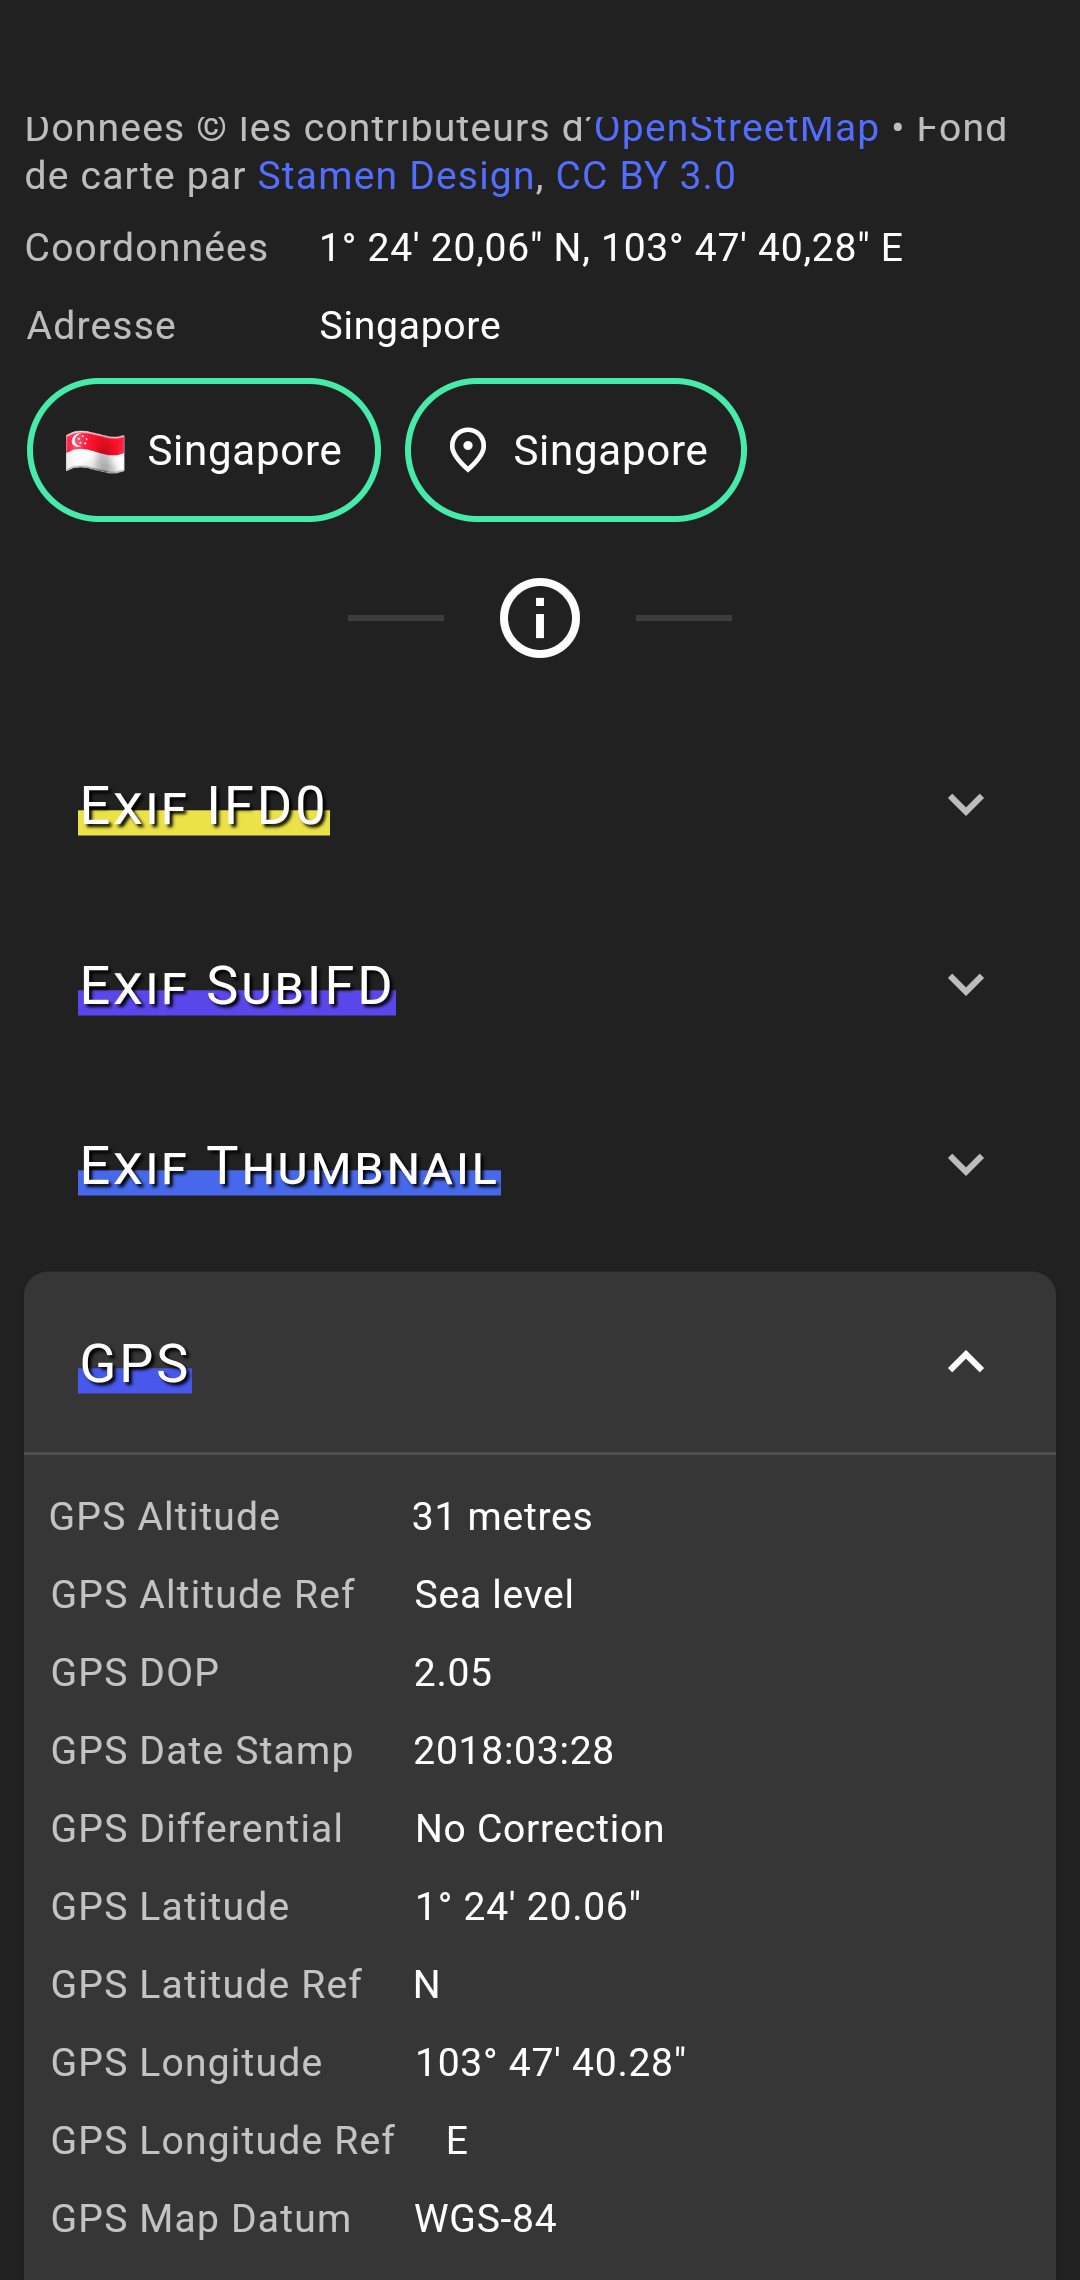 Données © les contributeurs d'OpenStreetMap • Fond
de carte par Stamen Design, CC BY 3.0
Coordonnées 1° 24' 20,06" N, 103° 47' 40,28" E
Adresse Singapore
Singapore Singapore
Exif IFD0
Exif SubIFD
Exif Thumbnail
GPS
GPS Altitude 31 metres
GPS Altitude Ref Sea level
GPS DOP 2.05
GPS Date Stamp 2018:03:28
GPS Differential No Correction
GPS Latitude 1° 24' 20.06"
GPS Latitude Ref N
GPS Longitude 103° 47' 40.28"
GPS Longitude Ref E
GPS Map Datum WGS-84